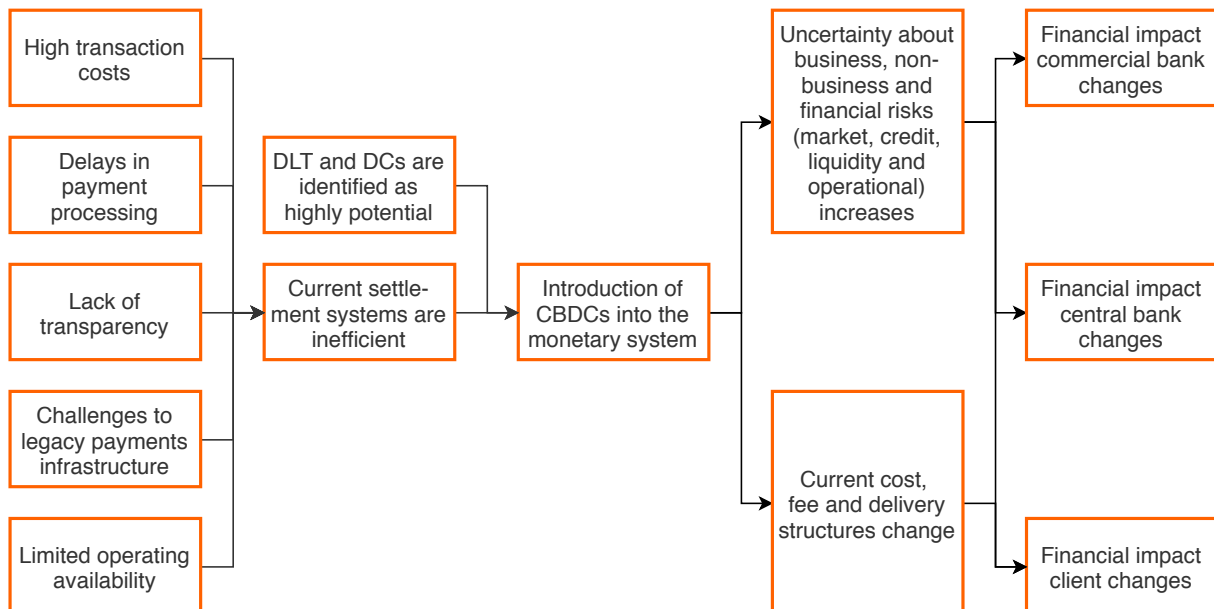 High transaction
costs
Delays in
payment
processing
Lack of
transparency
Challenges to
legacy payments
infrastructure
Limited operating
availability
DLT and DCs are
identified as
highly potential
Current settle-
ment systems are
inefficient
Introduction of
CBDCs into the
monetary system
Uncertainty about
business, non-
business and
financial risks
(market, credit,
liquidity and
operational)
increases
Current cost,
fee and delivery
structures change
Financial impact
commercial bank
changes
Financial impact
central bank
changes
Financial impact
client changes